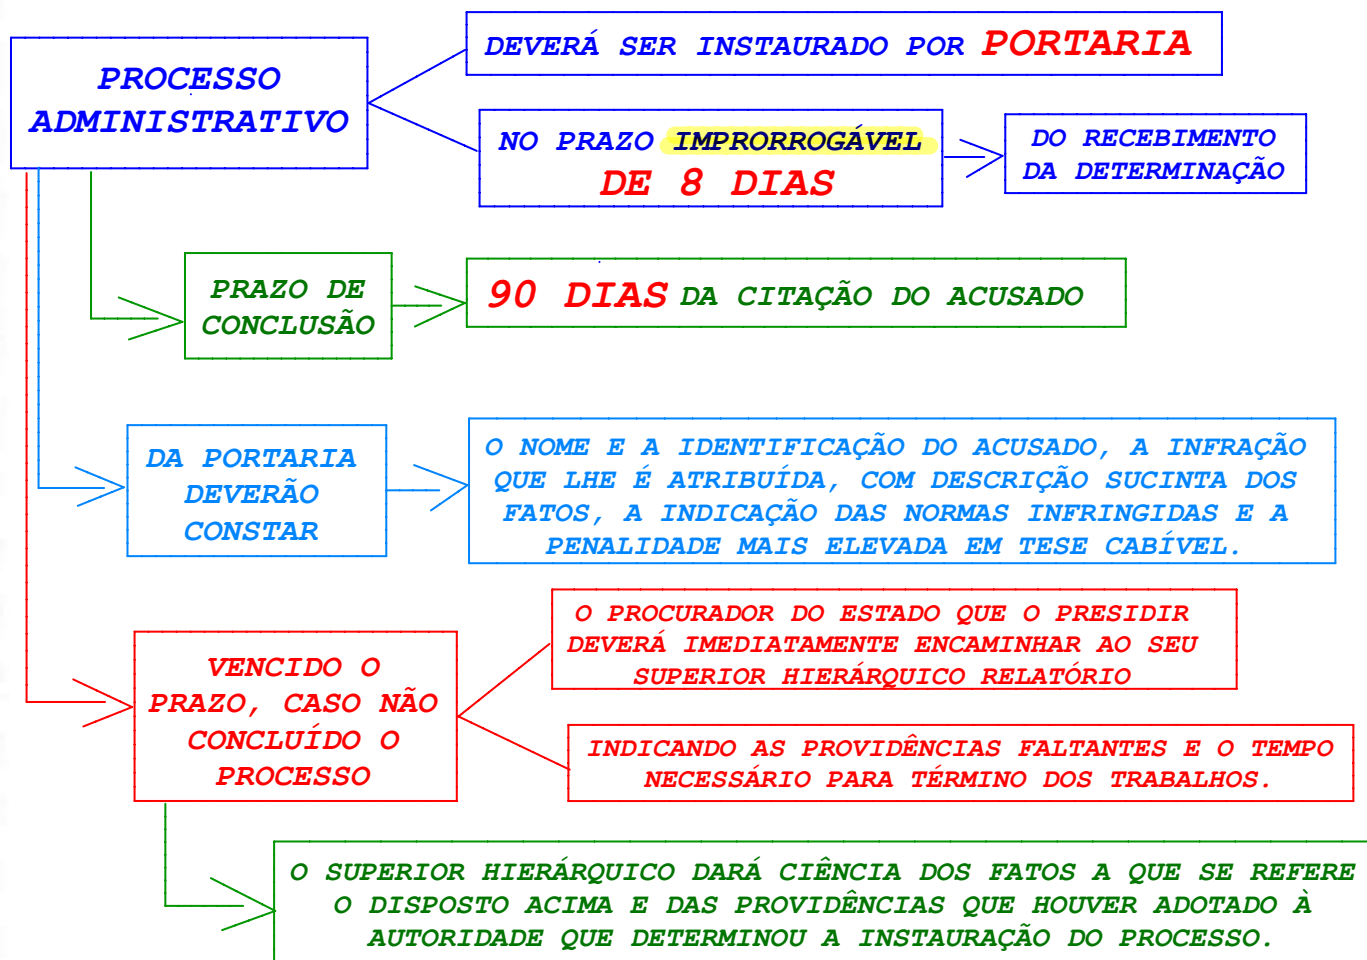 PROCESSO
ADMINISTRATIVO
DEVERÁ SER INSTAURADO POR PORTARIA
NO PRAZO IMPRORROGÁVEL
DE 8 DIAS
DO RECEBIMENTO
DA DETERMINAÇÃO
PRAZO DE
CONCLUSÃO
90 DIAS DA CITAÇÃO DO ACUSADO
DA PORTARIA
DEVERÃO
CONSTAR
O NOME E A IDENTIFICAÇÃO DO ACUSADO, A INFRAÇÃO
QUE LHE É ATRIBUÍDA, COM DESCRIÇÃO SUCINTA DOS
FATOS, A INDICAÇÃO DAS NORMAS INFRINGIDAS E A
PENALIDADE MAIS ELEVADA EM TESE CABÍVEL.
VENCIDO O
PRAZO, CASO NÃO
CONCLUÍDO O
PROCESSO
O PROCURADOR DO ESTADO QUE O PRESIDIR
DEVERÁ IMEDIATAMENTE ENCAMINHAR AO SEU
SUPERIOR HIERÁRQUICO RELATÓRIO
INDICANDO AS PROVIDÊNCIAS FALTANTES E O TEMPO
NECESSÁRIO PARA TÉRMINO DOS TRABALHOS.
O SUPERIOR HIERÁRQUICO DARÁ CIÊNCIA DOS FATOS A QUE SE REFERE
O DISPOSTO ACIMA E DAS PROVIDÊNCIAS QUE HOUVER ADOTADO À
AUTORIDADE QUE DETERMINOU A INSTAURAÇÃO DO PROCESSO.